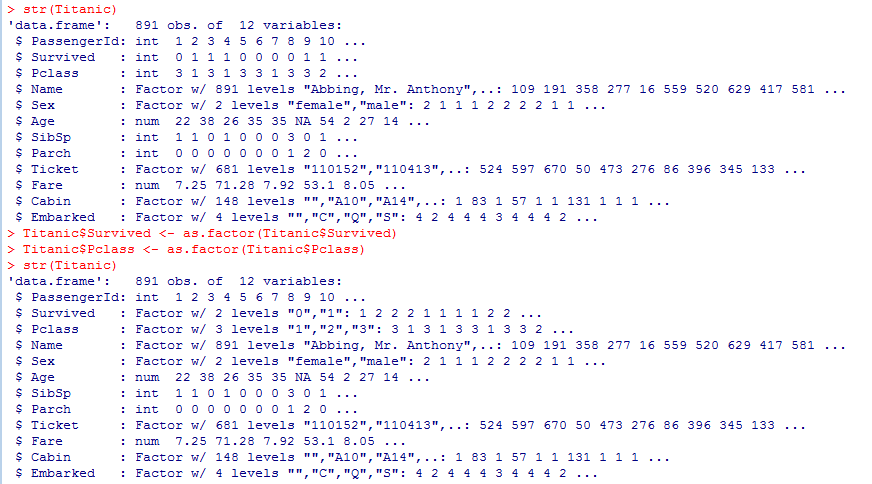 > str(Titanic)
'data.frame':   891 obs. of  12 variables:
 $ PassengerId: int  1 2 3 4 5 6 7 8 9 10 ...
 $ Survived   : int  0 1 1 1 0 0 0 0 1 1 ...
 $ Pclass     : int  3 1 3 1 3 3 1 3 3 2 ...
 $ Name       : Factor w/ 891 levels "Abbing, Mr. Anthony",..: 109 191 358 277 16 559 520 629 417 581 ...
 $ Sex        : Factor w/ 2 levels "female","male": 2 1 1 1 2 2 2 2 1 1 ...
 $ Age        : num  22 38 26 35 35 NA 54 2 27 14 ...
 $ SibSp      : int  1 1 0 1 0 0 0 3 0 1 ...
 $ Parch      : int  0 0 0 0 0 0 0 1 2 0 ...
 $ Ticket     : Factor w/ 681 levels "110152","110413",..: 524 597 670 50 473 276 86 396 345 133 ...
 $ Fare       : num  7.25 71.28 7.92 53.1 8.05 ...
 $ Cabin      : Factor w/ 148 levels "","A10","A14",..: 1 83 1 57 1 1 131 1 1 1 ...
 $ Embarked   : Factor w/ 4 levels "","C","Q","S": 4 2 4 4 4 3 4 4 4 2 ...
> Titanic$Survived <- as.factor(Titanic$Survived)
> Titanic$Pclass <- as.factor(Titanic$Pclass)
> str(Titanic)
'data.frame':   891 obs. of  12 variables:
 $ PassengerId: int  1 2 3 4 5 6 7 8 9 10 ...
 $ Survived   : Factor w/ 2 levels "0","1": 1 2 2 2 1 1 1 1 2 2 ...
 $ Pclass     : Factor w/ 3 levels "1","2","3": 3 1 3 1 3 3 1 3 3 2 ...
 $ Name       : Factor w/ 891 levels "Abbing, Mr. Anthony",..: 109 191 358 277 16 559 520 629 417 581 ...
 $ Sex        : Factor w/ 2 levels "female","male": 2 1 1 1 2 2 2 2 1 1 ...
 $ Age        : num  22 38 26 35 35 NA 54 2 27 14 ...
 $ SibSp      : int  1 1 0 1 0 0 0 3 0 1 ...
 $ Parch      : int  0 0 0 0 0 0 0 1 2 0 ...
 $ Ticket     : Factor w/ 681 levels "110152","110413",..: 524 597 670 50 473 276 86 396 345 133 ...
 $ Fare       : num  7.25 71.28 7.92 53.1 8.05 ...
 $ Cabin      : Factor w/ 148 levels "","A10","A14",..: 1 83 1 57 1 1 131 1 1 1 ...
 $ Embarked   : Factor w/ 4 levels "","C","Q","S": 4 2 4 4 4 3 4 4 4 2 ...